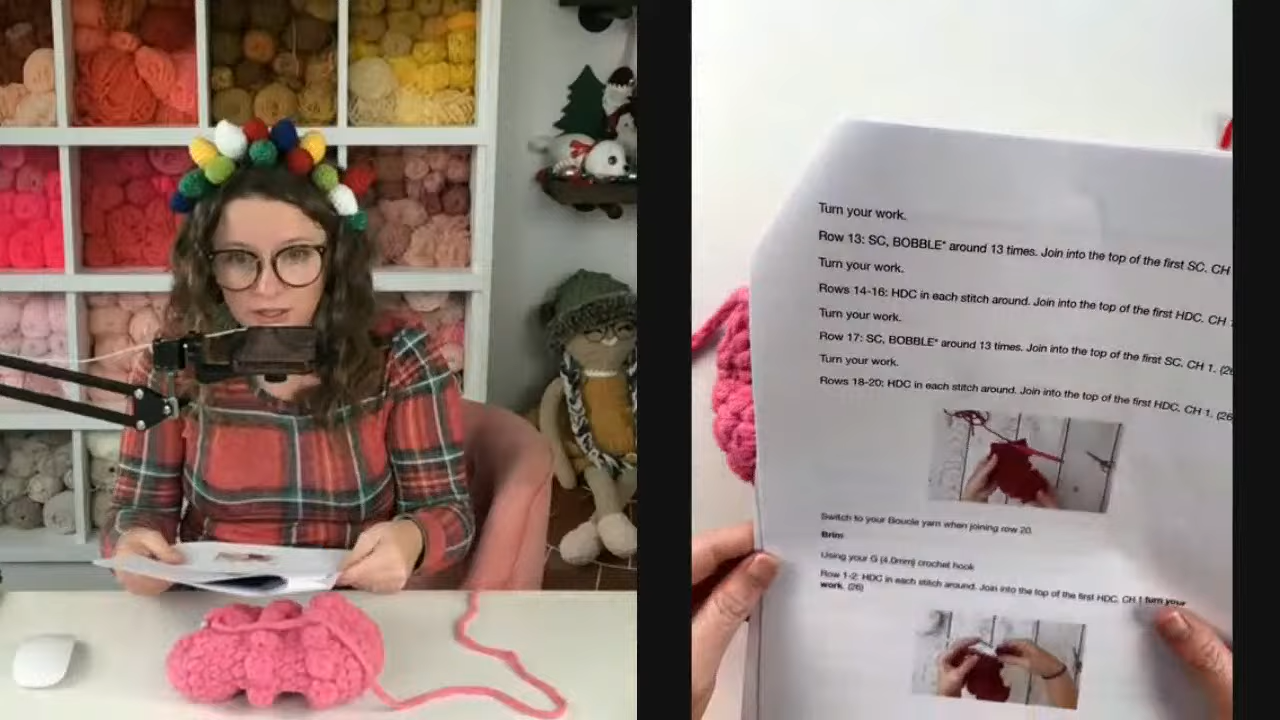 Turn your work.
Row 13: SC, BOBBLE* around 13 times. Join into the top of the first SC. CH
Turn your work.
Rows 14-16: HDC in each stitch around. Join into the top of the first HDC. CH
Turn your work.
Row 17: SC, BOBBLE* around 13 times. Join into the top of the first SC. CH 1.
Turn your work.
Rows 18-20: HDC in each stitch around. Join into the top of the first HDC. CH 1. (26
Switch to your Boucle yarn when joining row 20.
Brim
Using your G (4.0mm) crochet hook
Row 1-2: HDC in each stitch around. Join into the top of the first HDC. CH 1 turn your
work. (26)